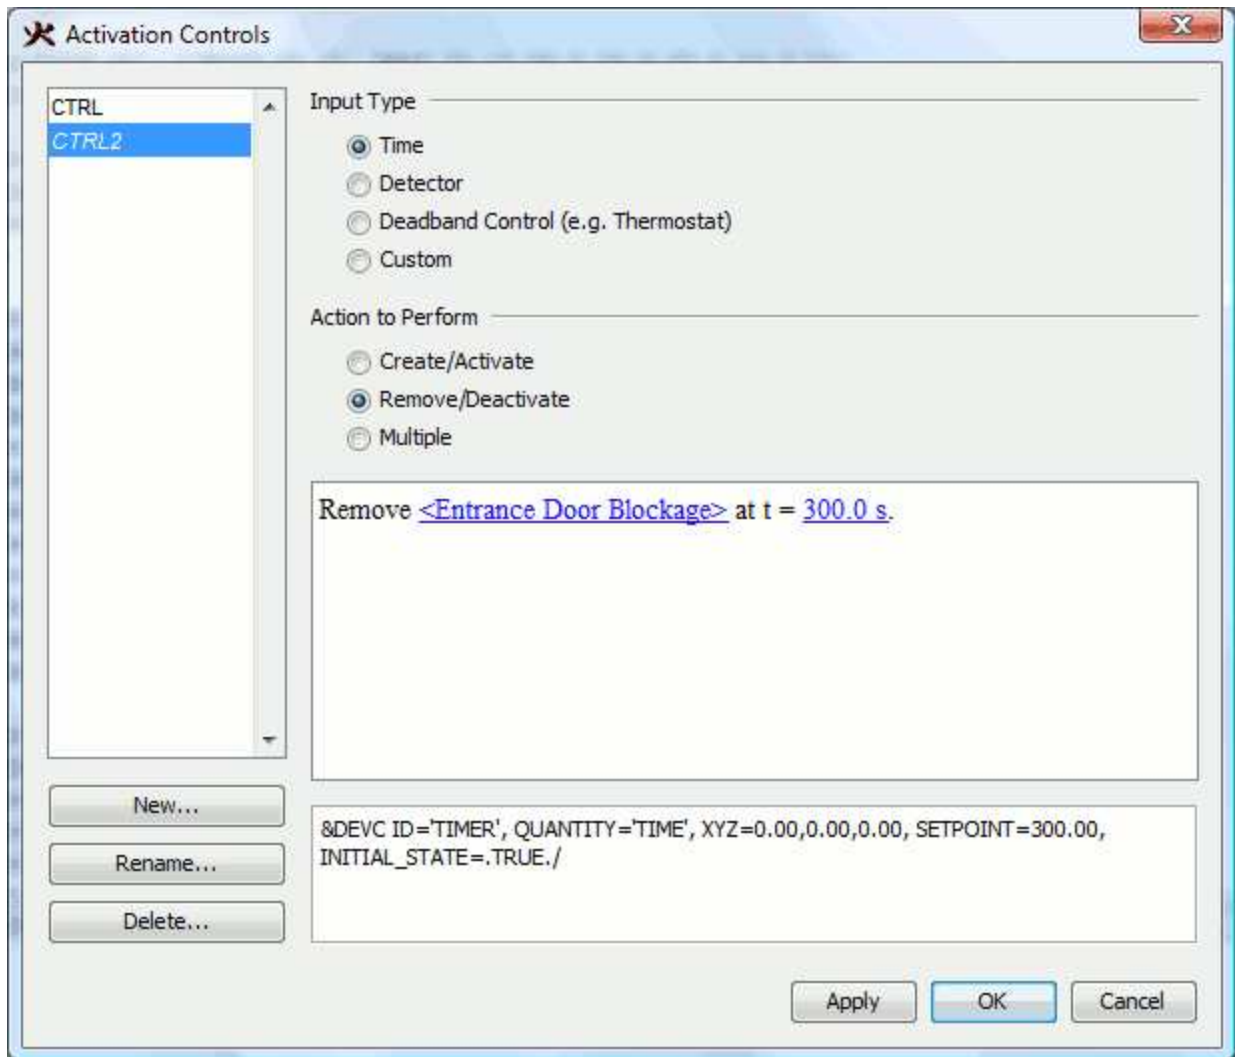 Activation Controls
CTRL
CTRL2
Input Type
Time
Detector
Deadband Control (e.g. Thermostat)
Custom
Action to Perform
Create/Activate
Remove/Deactivate
Multiple
Remove <Entrance Door Blockage> at t = 300.0 s.
New...
Rename...
Delete...
&DEVC ID='TIMER', QUANTITY='TIME', XYZ=0.00,0.00,0.00, SETPOINT=300.00,
INITIAL_STATE=.TRUE./
Apply
OK
Cancel